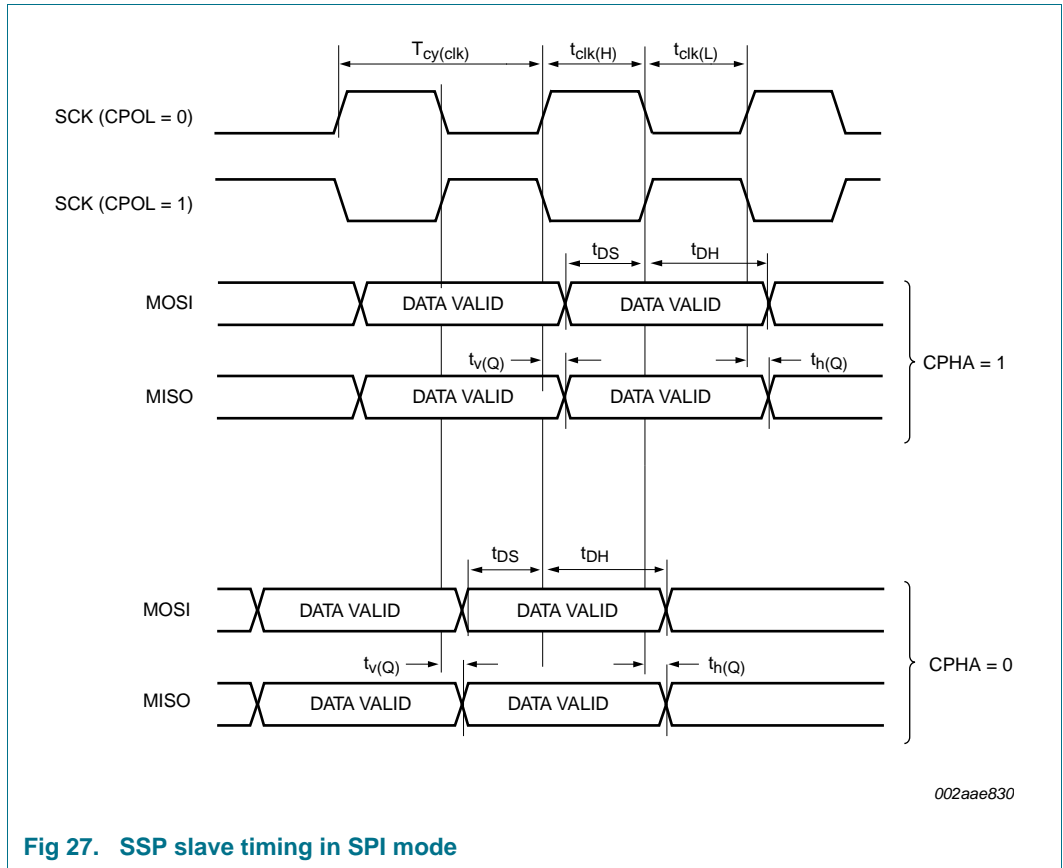 Tcy(clk) tclk(H) tclk(L)
SCK (CPOL = 0)
SCK (CPOL = 1)
tDS tDH
MOSI DATA VALID DATA VALID
tv(Q) th(Q)
CPHA = 1
MISO DATA VALID DATA VALID
tDS tDH
MOSI DATA VALID DATA VALID
tv(Q) th(Q)
CPHA = 0
MISO DATA VALID DATA VALID
002aae830
Fig 27. SSP slave timing in SPI mode